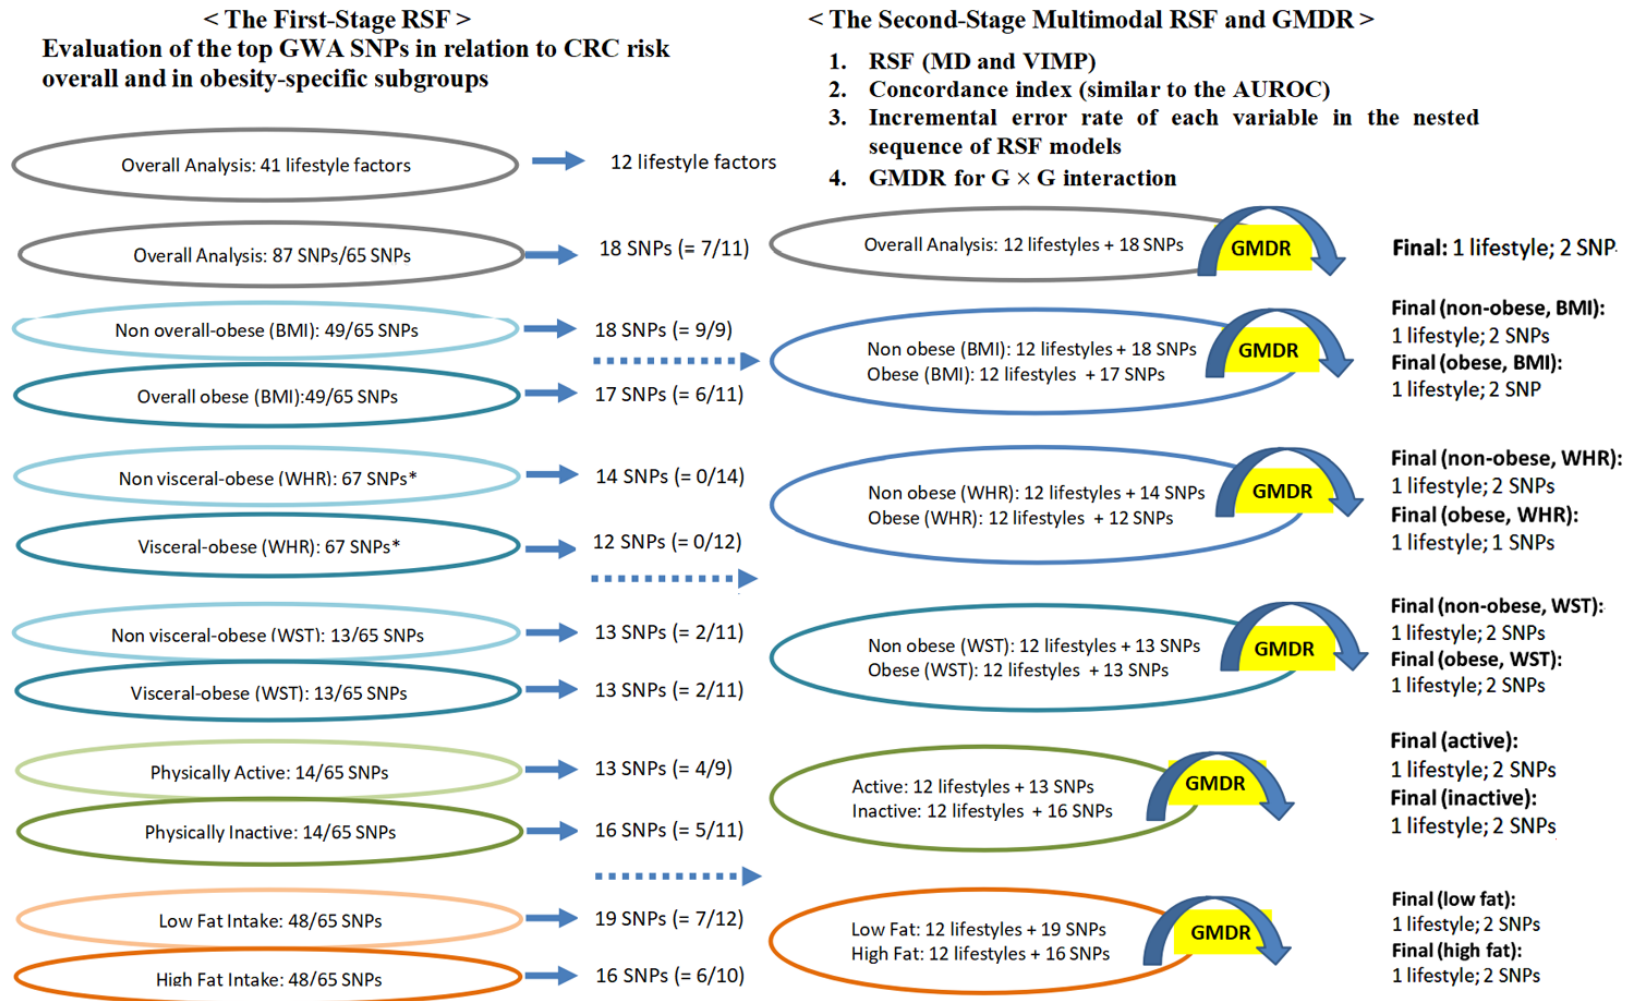 < The First-Stage RSF >
Evaluation of the top GWA SNPs in relation to CRC risk
overall and in obesity-specific subgroups
Overall Analysis: 41 lifestyle factors
12 lifestyle factors
Overall Analysis: 87 SNPs/65 SNPs
18 SNPs (= 7/11)
Non overall-obese (BMI): 49/65 SNPs
18 SNPs (= 9/9)
Overall obese (BMI):49/65 SNPs
17 SNPs (= 6/11)
Non visceral-obese (WHR): 67 SNPs*
14 SNPs (= 0/14)
Visceral-obese (WHR): 67 SNPs*
12 SNPs (= 0/12)
Non visceral-obese (WST): 13/65 SNPs
13 SNPs (= 2/11)
Visceral-obese (WST): 13/65 SNPs
13 SNPs (= 2/11)
Physically Active: 14/65 SNPs
13 SNPs (= 4/9)
Physically Inactive: 14/65 SNPs
16 SNPs (= 5/11)
Low Fat Intake: 48/65 SNPs
19 SNPs (= 7/12)
High Fat Intake: 48/65 SNPs
16 SNPs (= 6/10)
< The Second-Stage Multimodal RSF and GMDR >
1. RSF (MD and VIMP)
2. Concordance index (similar to the AUROC)
3. Incremental error rate of each variable in the nested
sequence of RSF models
4. GMDR for G × G interaction
Overall Analysis: 12 lifestyles + 18 SNPs
GMDR
Final: 1 lifestyle; 2 SNP
Non obese (BMI): 12 lifestyles + 18 SNPs
Obese (BMI): 12 lifestyles + 17 SNPs
GMDR
Final (non-obese, BMI):
1 lifestyle; 2 SNPs
Final (obese, BMI):
1 lifestyle; 2 SNP
Non obese (WHR): 12 lifestyles + 14 SNPs
Obese (WHR): 12 lifestyles + 12 SNPs
GMDR
Final (non-obese, WHR):
1 lifestyle; 2 SNPs
Final (obese, WHR):
1 lifestyle; 1 SNPs
Non obese (WST): 12 lifestyles + 13 SNPs
Obese (WST): 12 lifestyles + 13 SNPs
GMDR
Final (non-obese, WST):
1 lifestyle; 2 SNPs
Final (obese, WST):
1 lifestyle; 2 SNPs
Active: 12 lifestyles + 13 SNPs
Inactive: 12 lifestyles + 16 SNPs
GMDR
Final (active):
1 lifestyle; 2 SNPs
Final (inactive):
1 lifestyle; 2 SNPs
Low Fat: 12 lifestyles + 19 SNPs
High Fat: 12 lifestyles + 16 SNPs
GMDR
Final (low fat):
1 lifestyle; 2 SNPs
Final (high fat):
1 lifestyle; 2 SNPs